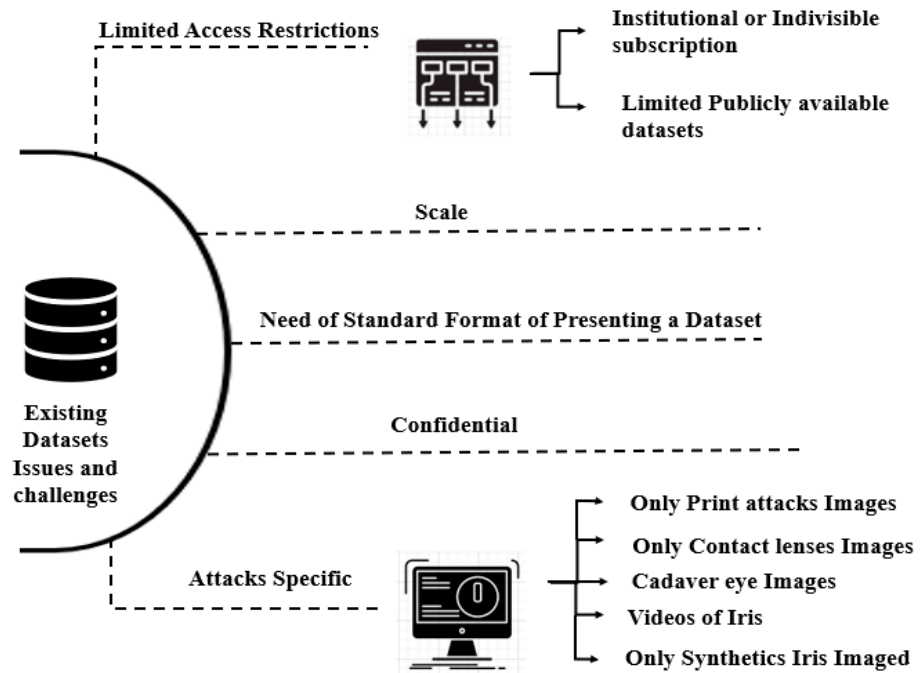 Limited Access Restrictions
Institutional or Indivisible
subscription
Limited Publicly available
datasets
Scale
Need of Standard Format of Presenting a Dataset
Existing
Datasets
Issues and
challenges
Confidential
Attacks Specific
Only Print attacks Images
Only Contact lenses Images
Cadaver eye Images
Videos of Iris
Only Synthetics Iris Imaged